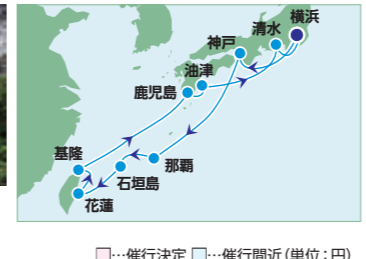 横浜
清水
神戸
油津
鹿児島
基隆
那覇
石垣島
花蓮
□…催行決定 □…催行間近 (単位：円)